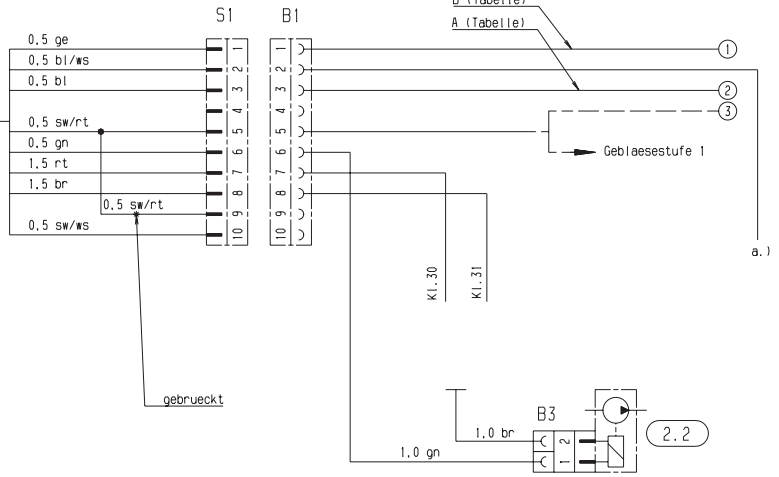 S1 B1
B (Tabelle)
A (Tabelle)
0,5 ge
0,5 bl/ws
0,5 bl
0,5 sw/rt
0,5 gn
1,5 rt
1,5 br
0,5 sw/rt
0,5 sw/ws
1 1
2 2
3 3
4 4
5 5
6 6
7 7
8 8
9 9
10 10
1
2
3
Geblaesestufe 1
a.)
Kl.30
Kl.31
gebrueckt
B3
1,0 br
1,0 gn
2
1
2.2